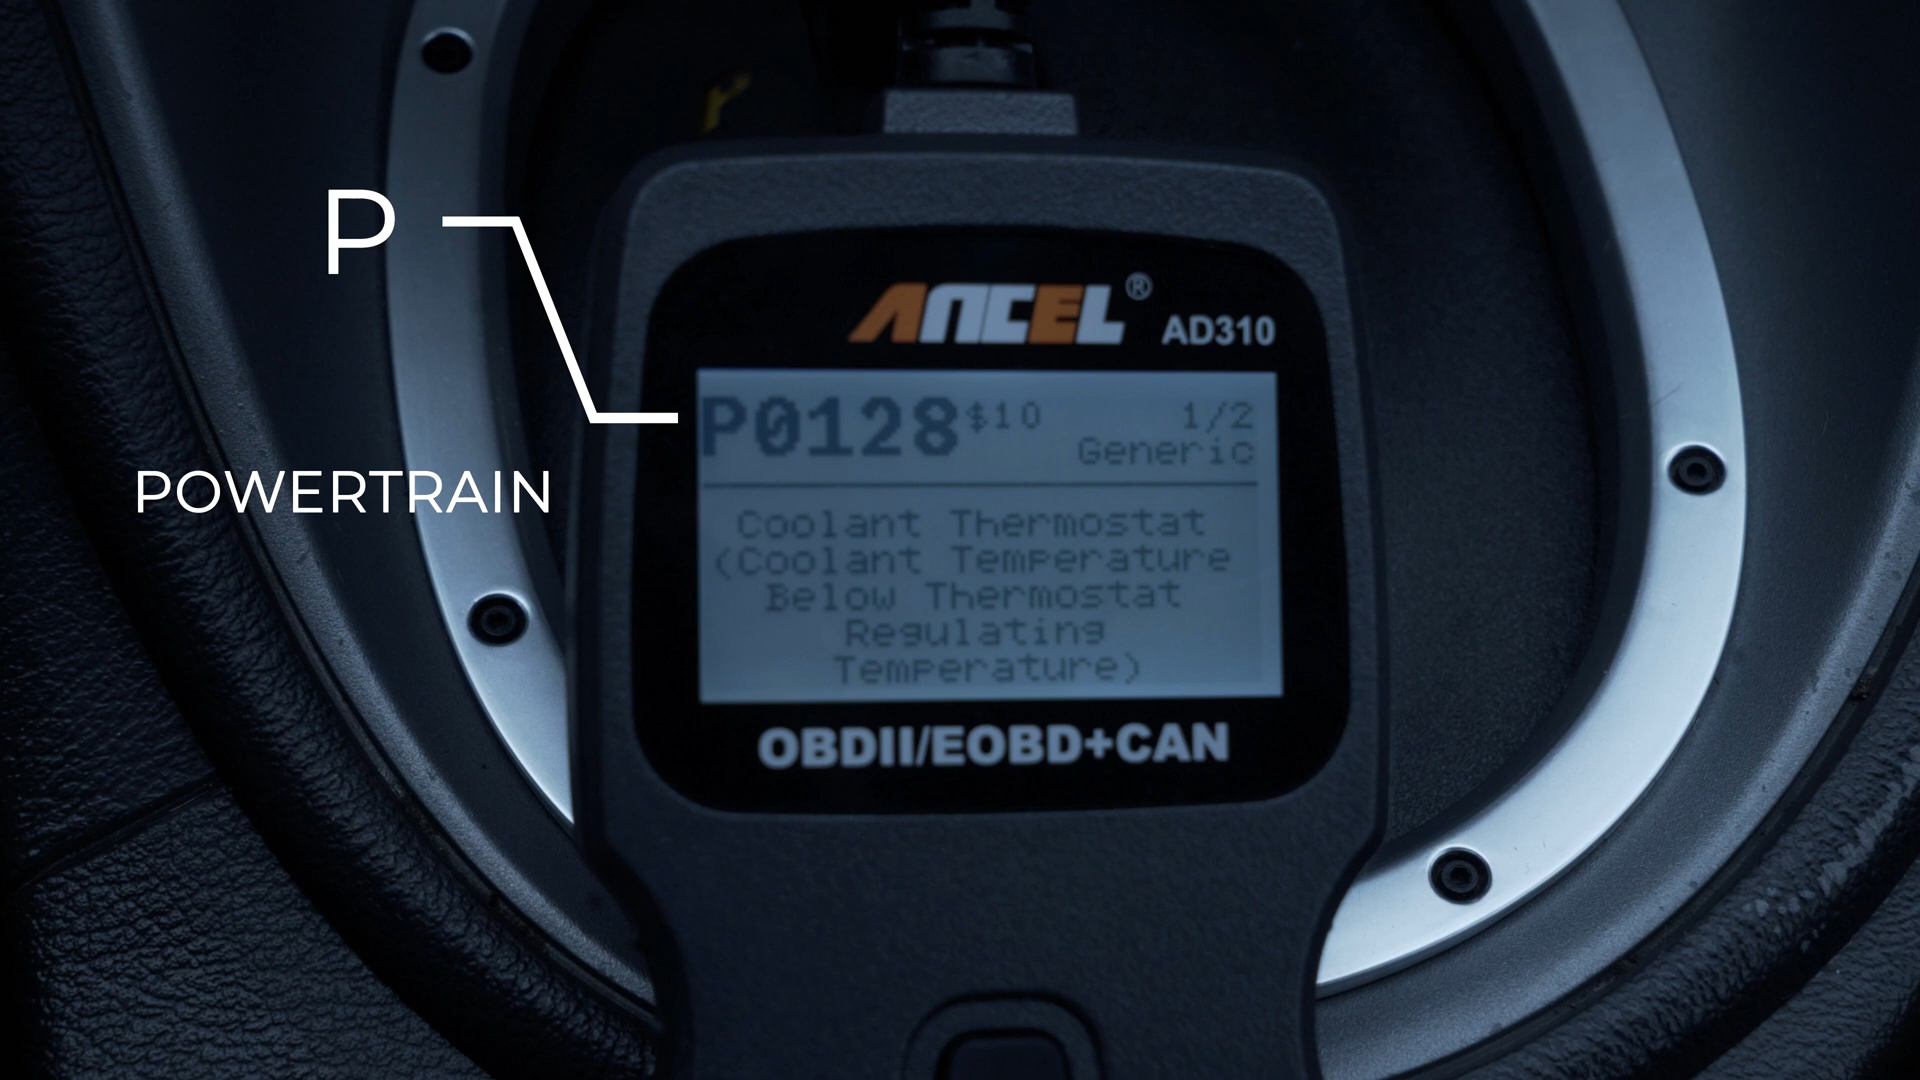 P
POWERTRAIN
ANCEL®
AD310
P0128 $10 1/2
Generic
Coolant Thermostat
(Coolant Temperature
Below Thermostat
Regulating
Temperature)
OBDII/EOBD+CAN